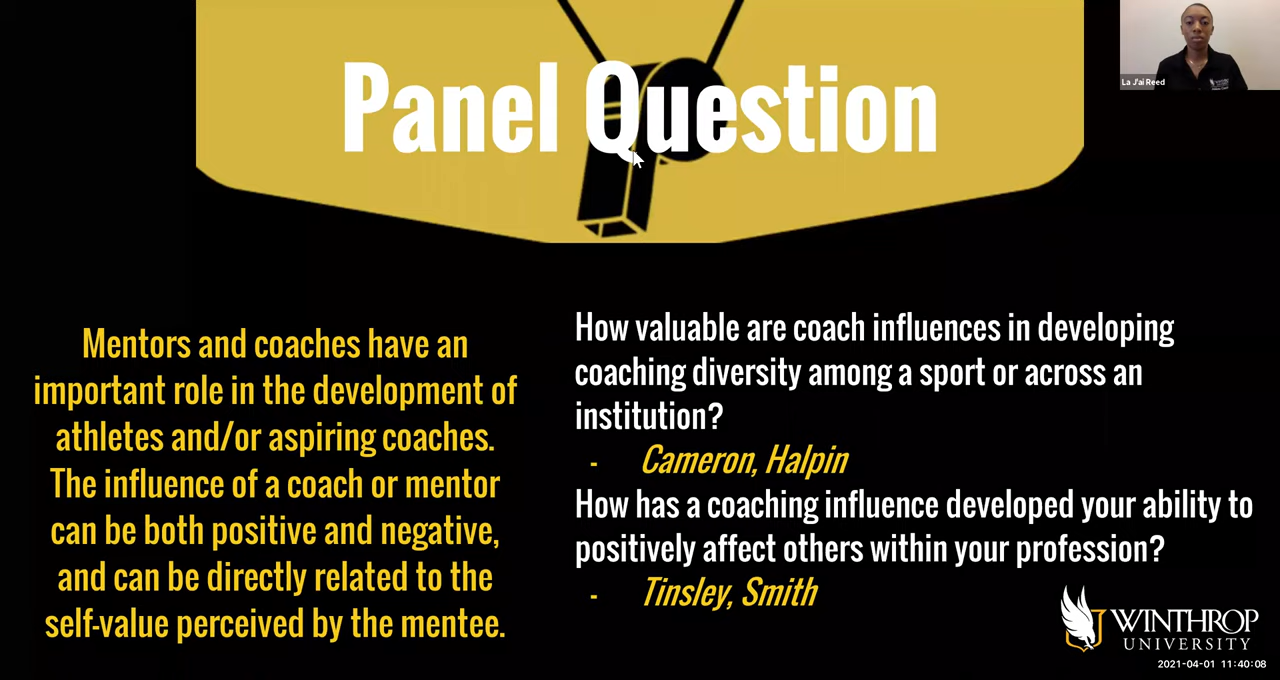 Panel Question
La J'ai Reed
Mentors and coaches have an
important role in the development of
athletes and/or aspiring coaches.
The influence of a coach or mentor
can be both positive and negative,
and can be directly related to the
self-value perceived by the mentee.
How valuable are coach influences in developing
coaching diversity among a sport or across an
institution?
- Cameron, Halpin
How has a coaching influence developed your ability to
positively affect others within your profession?
- Tinsley, Smith
WINTHROP
UNIVERSITY
2021-04-01 11:40:08